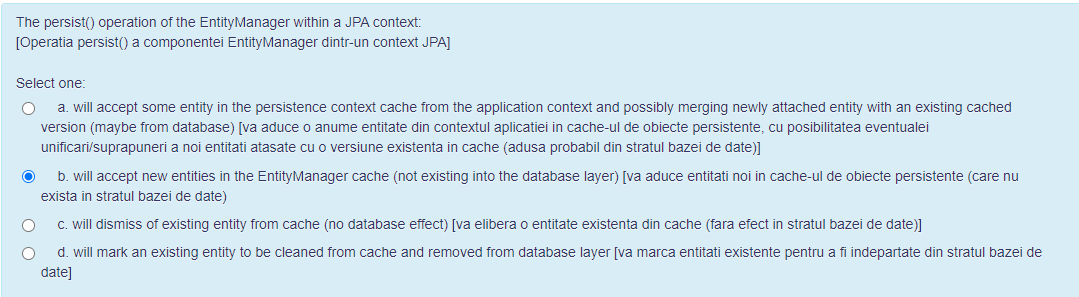 The persist() operation of the EntityManager within a JPA context:
[Operatia persist() a componentei EntityManager dintr-un context JPA]
Select one:
a. will accept some entity in the persistence context cache from the application context and possibly merging newly attached entity with an existing cached
version (maybe from database) [va aduce o anume entitate din contextul aplicatiei in cache-ul de obiecte persistente, cu posibilitatea eventualei
unificari/suprapuneri a noi entitati atasate cu o versiune existenta in cache (adusa probabil din stratul bazei de date)]
b. will accept new entities in the EntityManager cache (not existing into the database layer) [va aduce entitati noi in cache-ul de obiecte persistente (care nu
exista in stratul bazei de date)
c. will dismiss of existing entity from cache (no database effect) [va elibera o entitate existenta din cache (fara efect in stratul bazei de date)]
d. will mark an existing entity to be cleaned from cache and removed from database layer [va marca entitati existente pentru a fi indepartate din stratul bazei de
date]